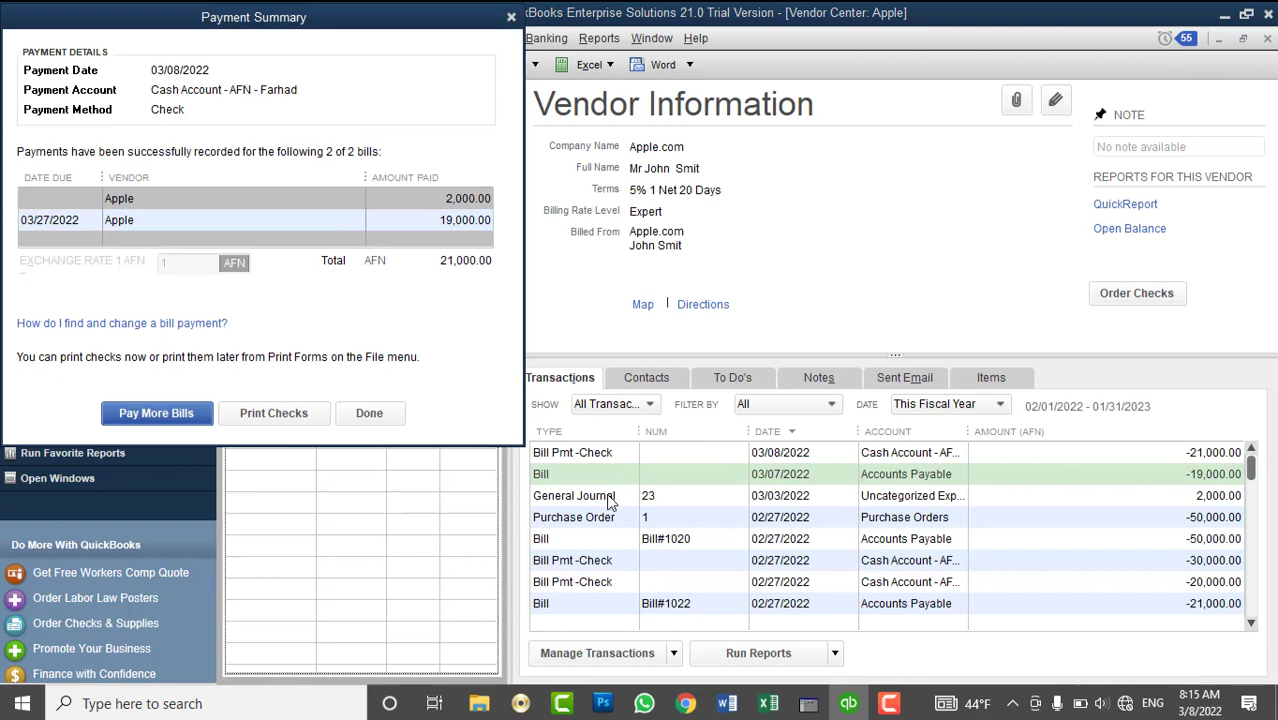 Payment Summary
kBooks Enterprise Solutions 21.0 Trial Version - [Vendor Center: Apple]
PAYMENT DETAILS
Payment Date 03/08/2022
Payment Account Cash Account - AFN - Farhad
Payment Method Check
Payments have been successfully recorded for the following 2 of 2 bills:
DATE DUE VENDOR AMOUNT PAID
Apple 2,000.00
03/27/2022 Apple 19,000.00
EXCHANGE RATE 1 AFN 1 AFN Total AFN 21,000.00
How do I find and change a bill payment?
You can print checks now or print them later from Print Forms on the File menu.
Pay More Bills Print Checks Done
Banking Reports Window Help 55
Excel Word
Vendor Information
Company Name Apple.com
Full Name Mr John Smit
Terms 5% 1 Net 20 Days
Billing Rate Level Expert
Billed From Apple.com
John Smit
Map Directions
NOTE
No note available
REPORTS FOR THIS VENDOR
QuickReport
Open Balance
Order Checks
Transactions Contacts To Do's Notes Sent Email Items
SHOW All Transac... FILTER BY All DATE This Fiscal Year 02/01/2022 - 01/31/2023
TYPE NUM DATE ACCOUNT AMOUNT (AFN)
Bill Pmt -Check 03/08/2022 Cash Account - AF... -21,000.00
Bill 03/07/2022 Accounts Payable -19,000.00
General Journal 23 03/03/2022 Uncategorized Exp... 2,000.00
Purchase Order 1 02/27/2022 Purchase Orders -50,000.00
Bill Bill#1020 02/27/2022 Accounts Payable -50,000.00
Bill Pmt -Check 02/27/2022 Cash Account - AF... -30,000.00
Bill Pmt -Check 02/27/2022 Cash Account - AF... -20,000.00
Bill Bill#1022 02/27/2022 Accounts Payable -21,000.00
Manage Transactions Run Reports
Run Favorite Reports
Open Windows
Do More With QuickBooks
Get Free Workers Comp Quote
Order Labor Law Posters
Order Checks & Supplies
Promote Your Business
Finance with Confidence
Type here to search
44°F
ENG
8:15 AM
3/8/2022